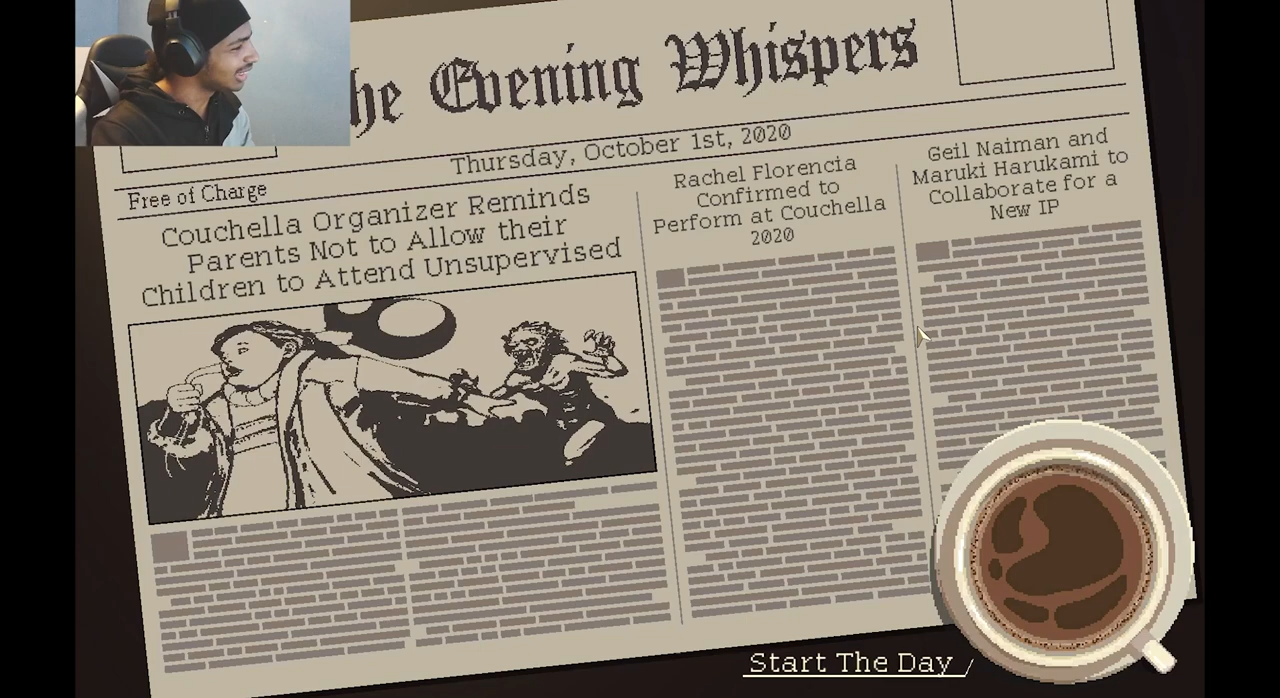 he Evening Whispers
Thursday, October 1st, 2020
Free of Charge
Couchella Organizer Reminds
Parents Not to Allow their
Children to Attend Unsupervised
Rachel Florencia
Confirmed to
Perform at Couchella
2020
Geil Naiman and
Maruki Harukami to
Collaborate for a
New IP
Start The Day